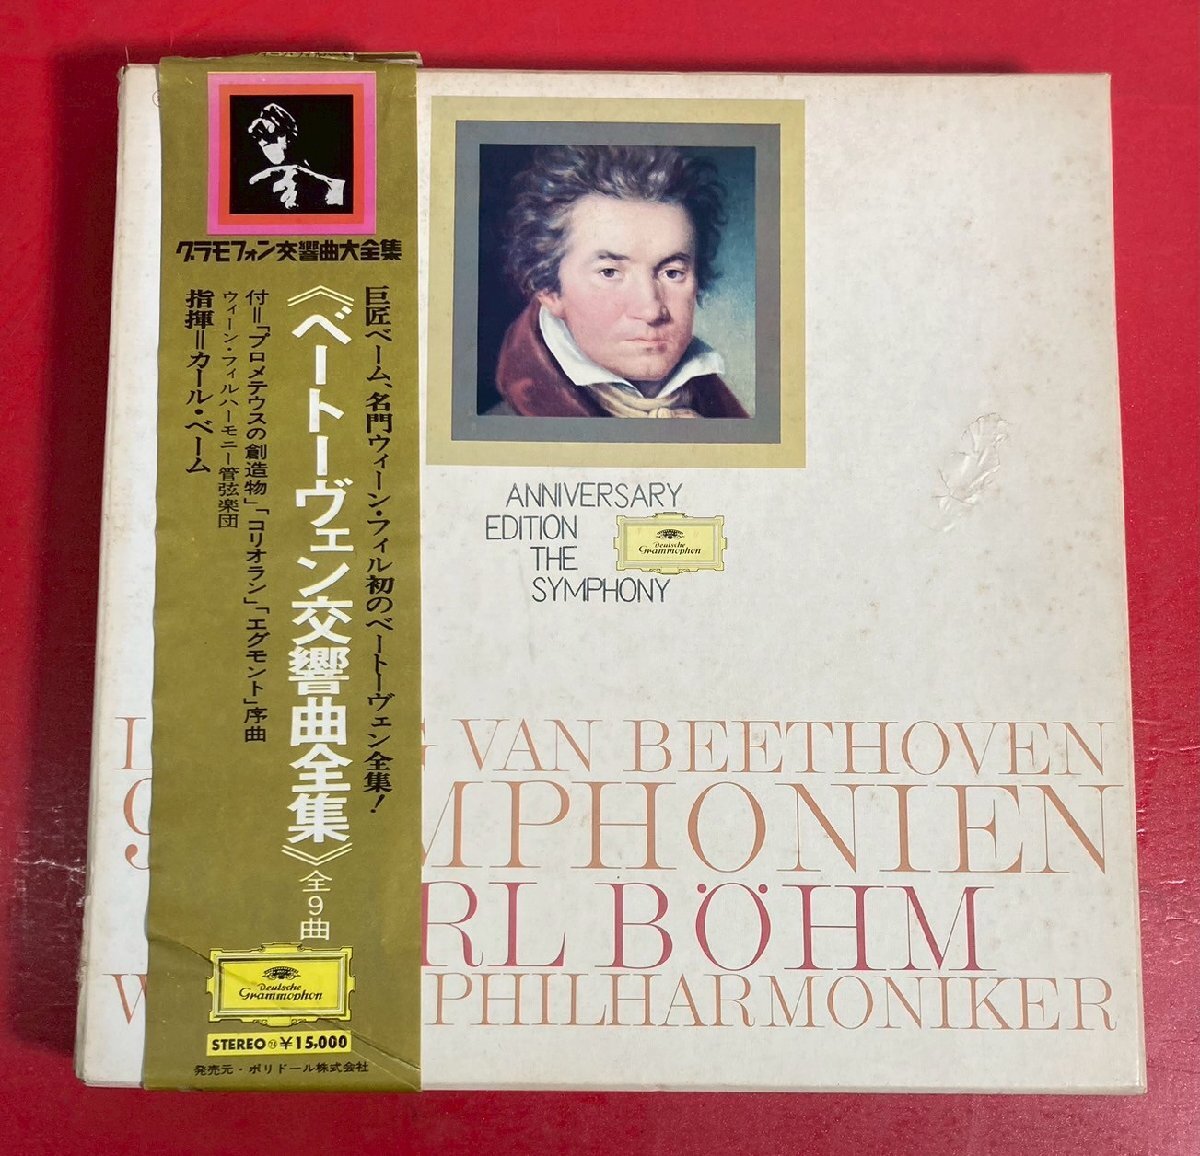 グラモフォン交響曲大全集
巨匠ベーム、名門ウィーン・フィル初のベートーヴェン全集!
《ベートーヴェン交響曲全集》全9曲
付=「プロメテウスの創造物」「コリオラン」「エグモント」序曲
ウィーン・フィルハーモニー管弦楽団
指揮=カール・ベーム
Deutsche
Grammophon
STEREO ¥15,000
発売元・ポリドール株式会社
ANNIVERSARY
EDITION
THE
SYMPHONY
Deutsche
Grammophon
VAN BEETHOVEN
MPHONIEN
RL BÖHM
W PHILHARMONIKER